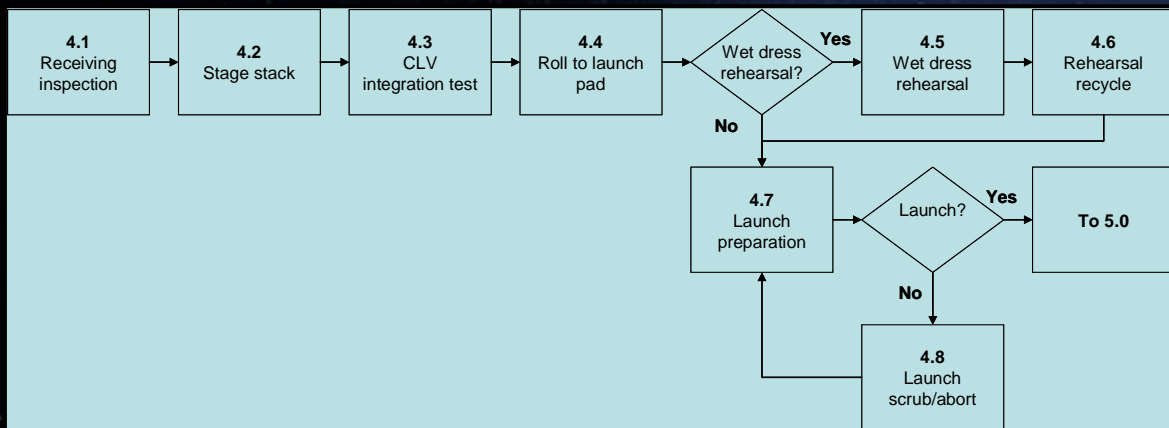 4.1
Receiving
inspection
4.2
Stage stack
4.3
CLV
integration test
4.4
Roll to launch
pad
Wet dress
rehearsal?
Yes
4.5
Wet dress
rehearsal
4.6
Rehearsal
recycle
No
4.7
Launch
preparation
Launch?
Yes
To 5.0
No
4.8
Launch
scrub/abort